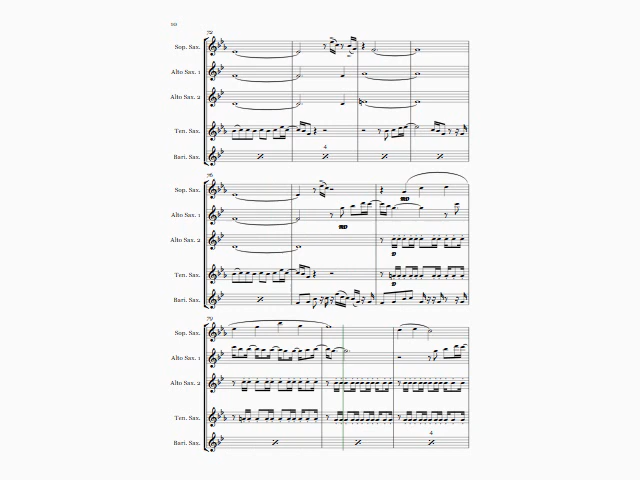 72
Sop. Sax.
Alto Sax. 1
Alto Sax. 2
4
Ten. Sax.
Bari. Sax.
76
Sop. Sax.
Alto Sax. 1
Alto Sax. 2
Ten. Sax.
Bari. Sax.
79
Sop. Sax.
Alto Sax. 1
Alto Sax. 2
Ten. Sax.
4
Bari. Sax.